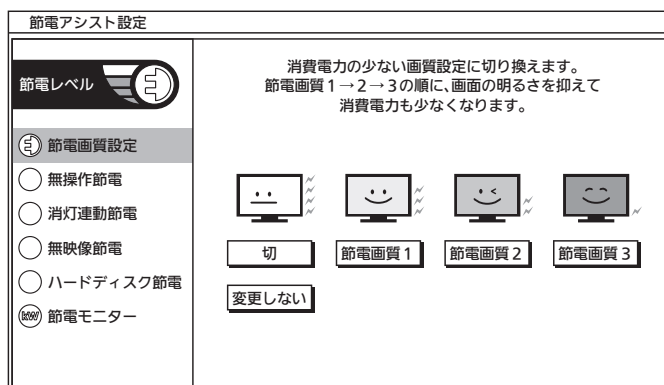 節電アシスト設定
節電レベル
節電画質設定
無操作節電
消灯連動節電
無映像節電
ハードディスク節電
節電モニター
消費電力の少ない画質設定に切り換えます。
節電画質1→2→3の順に、画面の明るさを抑えて
消費電力も少なくなります。
切
節電画質1
節電画質2
節電画質3
変更しない